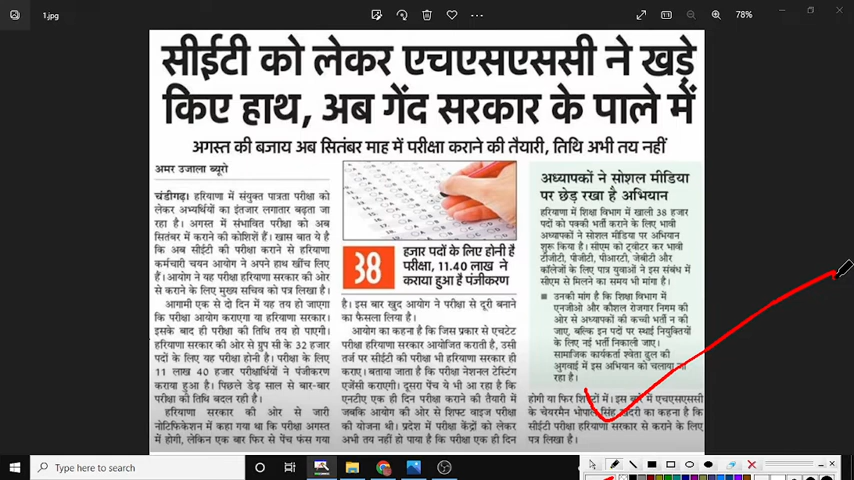 1.jpg
78%
सीईटी को लेकर एचएसएससी ने खड़े
किए हाथ, अब गेंद सरकार के पाले में
अगस्त की बजाय अब सितंबर माह में परीक्षा कराने की तैयारी, तिथि अभी तय नहीं
अमर उजाला ब्यूरो
चंडीगढ़। हरियाणा में संयुक्त पात्रता परीक्षा को
लेकर अभ्यर्थियों का इंतजार लगातार बढ़ता जा
रहा है। अगस्त में संभावित परीक्षा को अब
सितंबर में कराने की कोशिशें हैं। खास बात ये है
कि अब सीईटी की परीक्षा कराने से हरियाणा
कर्मचारी चयन आयोग ने अपने हाथ खींच लिए
हैं। आयोग ने यह परीक्षा हरियाणा सरकार की ओर
से कराने के लिए मुख्य सचिव को पत्र लिखा है।
आगामी एक से दो दिन में यह तय हो जाएगा
कि परीक्षा आयोग कराएगा या हरियाणा सरकार।
इसके बाद ही परीक्षा की तिथि तय हो पाएगी।
हरियाणा सरकार की ओर से ग्रुप सी के 32 हजार
पदों के लिए यह परीक्षा होनी है। परीक्षा के लिए
11 लाख 40 हजार परीक्षार्थियों ने पंजीकरण
कराया हुआ है। पिछले डेढ़ साल से बार-बार
परीक्षा की तिथि बदल रही है।
हरियाणा सरकार की ओर से जारी
नोटिफिकेशन में कहा गया था कि परीक्षा अगस्त
में होगी, लेकिन एक बार फिर से पेंच फंस गया
38
हजार पदों के लिए होनी है
परीक्षा, 11.40 लाख ने
कराया हुआ है पंजीकरण
है। इस बार खुद आयोग ने परीक्षा से दूरी बनाने
का फैसला लिया है।
आयोग का कहना है कि जिस प्रकार से एचटेट
परीक्षा हरियाणा सरकार आयोजित कराती है, उसी
तर्ज पर सीईटी की परीक्षा भी हरियाणा सरकार ही
कराए। बताया जाता है कि परीक्षा नेशनल टेस्टिंग
एजेंसी कराएगी। दूसरा पेंच ये भी आ रहा है कि
एनटीए एक ही दिन परीक्षा कराने की तैयारी में
जबकि आयोग की ओर से शिफ्ट वाइज परीक्षा
की योजना थी। प्रदेश में परीक्षा केंद्रों को लेकर
अभी तय नहीं हो पाया है कि परीक्षा एक ही दिन
अध्यापकों ने सोशल मीडिया
पर छेड़ रखा है अभियान
हरियाणा में शिक्षा विभाग में खाली 38 हजार
पदों को पक्की भर्ती कराने के लिए भावी
अध्यापकों ने सोशल मीडिया पर अभियान
शुरू किया है। सीएम को ट्वीटर कर भावी
टीजीटी, पीजीटी, पीआरटी, जेबीटी और
कॉलेजों के लिए पात्र युवाओं ने इस संबंध में
सीएम से मिलने का समय भी मांगा है।
■ उनकी मांग है कि शिक्षा विभाग में
एनजीओ और कौशल रोजगार निगम की
ओर से अध्यापकों की कच्ची भर्ती न की
जाए, बल्कि इन पदों पर स्थाई नियुक्तियों
के लिए नई भर्ती निकाली जाए।
सामाजिक कार्यकर्ता श्वेता ढुल की
अगुवाई में इस अभियान को चलाया जा
रहा है।
होगी या फिर शिफ्टों में। इस बारे में एचएसएससी
के चेयरमैन भोपाल सिंह खदरी का कहना है कि
सीईटी परीक्षा हरियाणा सरकार से कराने के लिए
पत्र लिखा है।
Type here to search